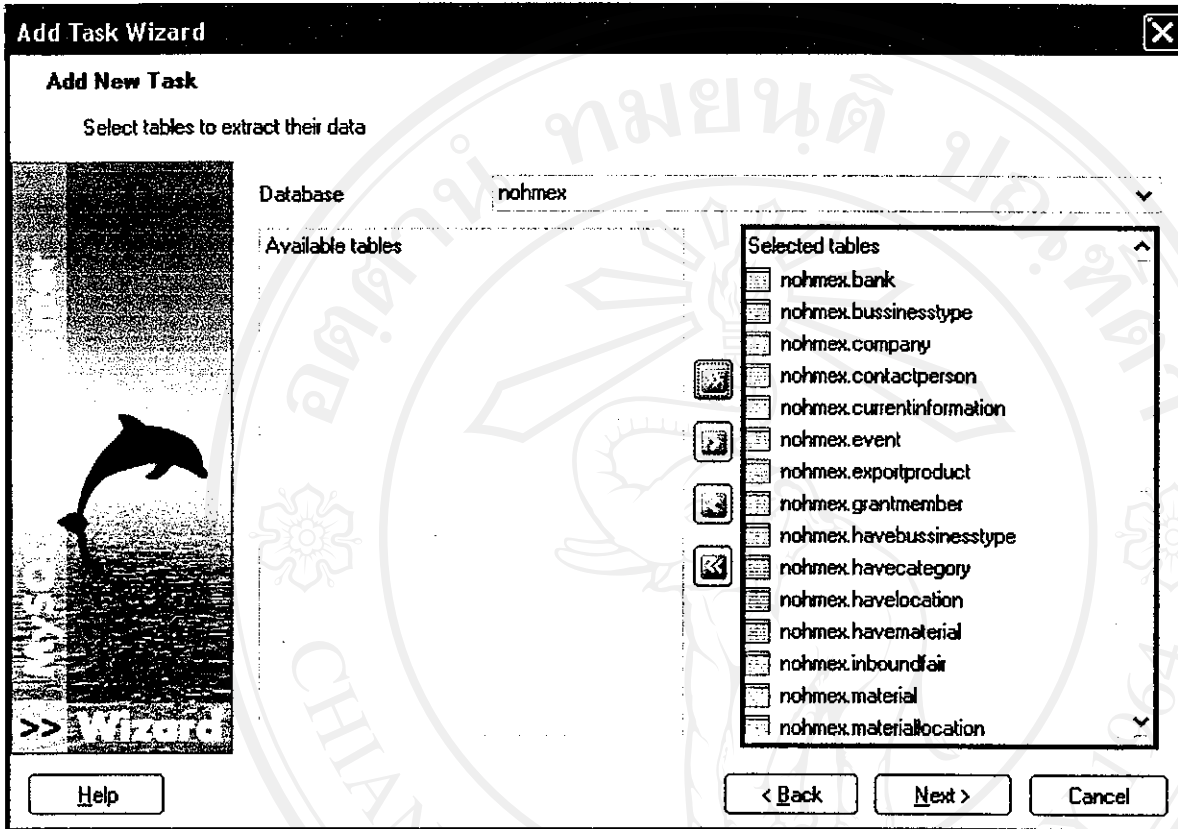 Add Task Wizard
Add New Task
Select tables to extract their data
Database nohmex
Available tables
Selected tables
nohmex.bank
nohmex.bussinesstype
nohmex.company
nohmex.contactperson
nohmex.currentinformation
nohmex.event
nohmex.exportproduct
nohmex.grantmember
nohmex.havebussinesstype
nohmex.havecategory
nohmex.havelocation
nohmex.havematerial
nohmex.inboundfair
nohmex.material
nohmex.materiallocation
>> Wizard
Help
< Back
Next >
Cancel